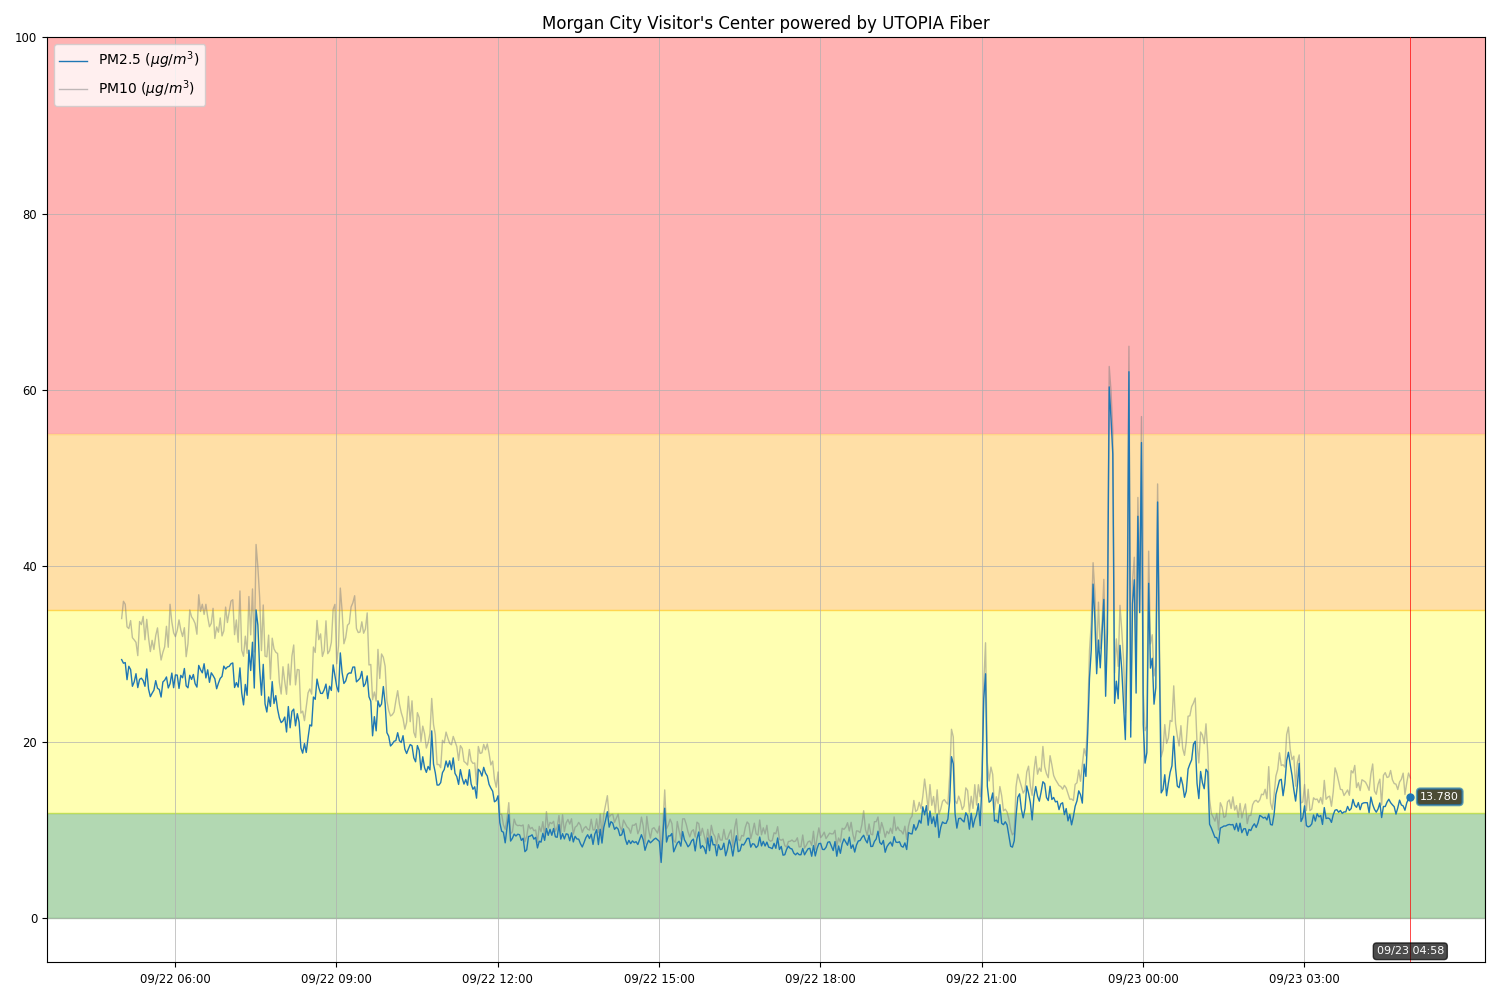 Morgan City Visitor's Center powered by UTOPIA Fiber
100
PM2.5 (μg/m³)
PM10 (μg/m³)
80
60
40
20
13.780
0
09/23 04:58
09/22 06:00 09/22 09:00 09/22 12:00 09/22 15:00 09/22 18:00 09/22 21:00 09/23 00:00 09/23 03:00